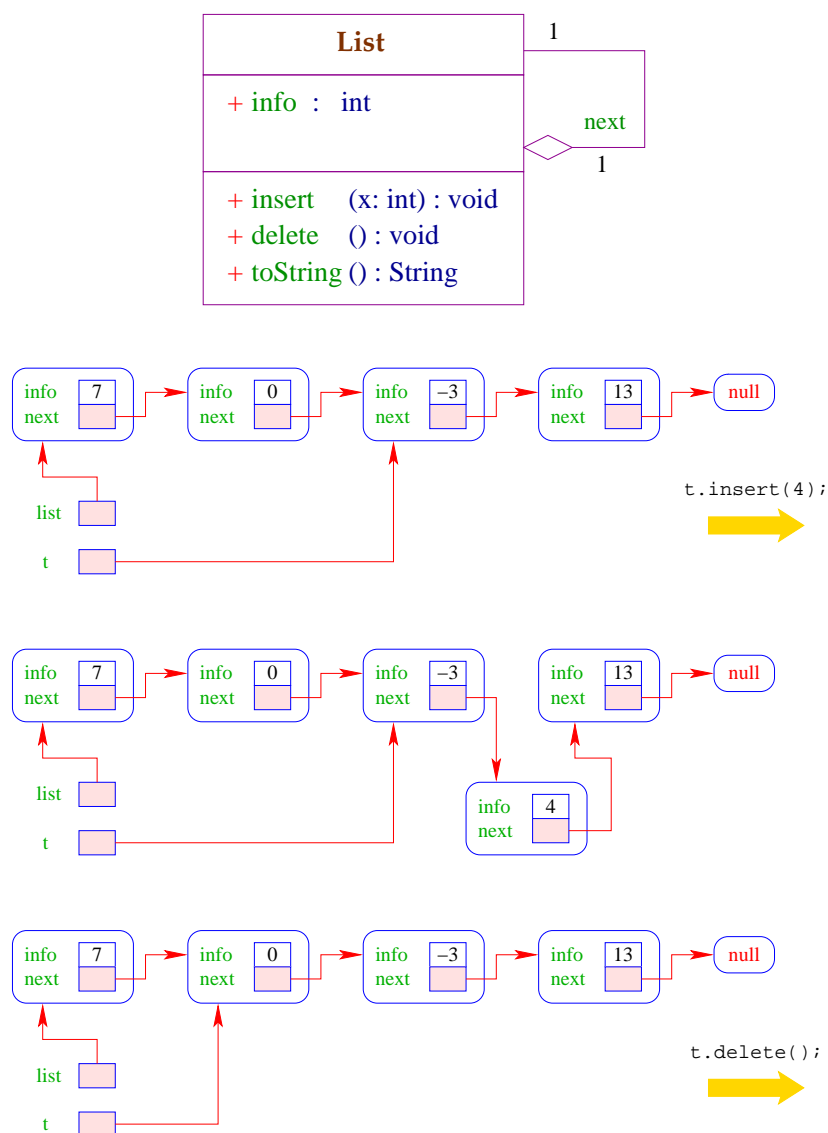 List
1
+ info : int
next
1
+ insert (x: int) : void
+ delete () : void
+ toString () : String
info 7
next
info 0
next
info −3
next
info 13
next
null
list
t
t.insert(4);
info 7
next
info 0
next
info −3
next
info 13
next
null
list
t
info 4
next
info 7
next
info 0
next
info −3
next
info 13
next
null
list
t
t.delete();